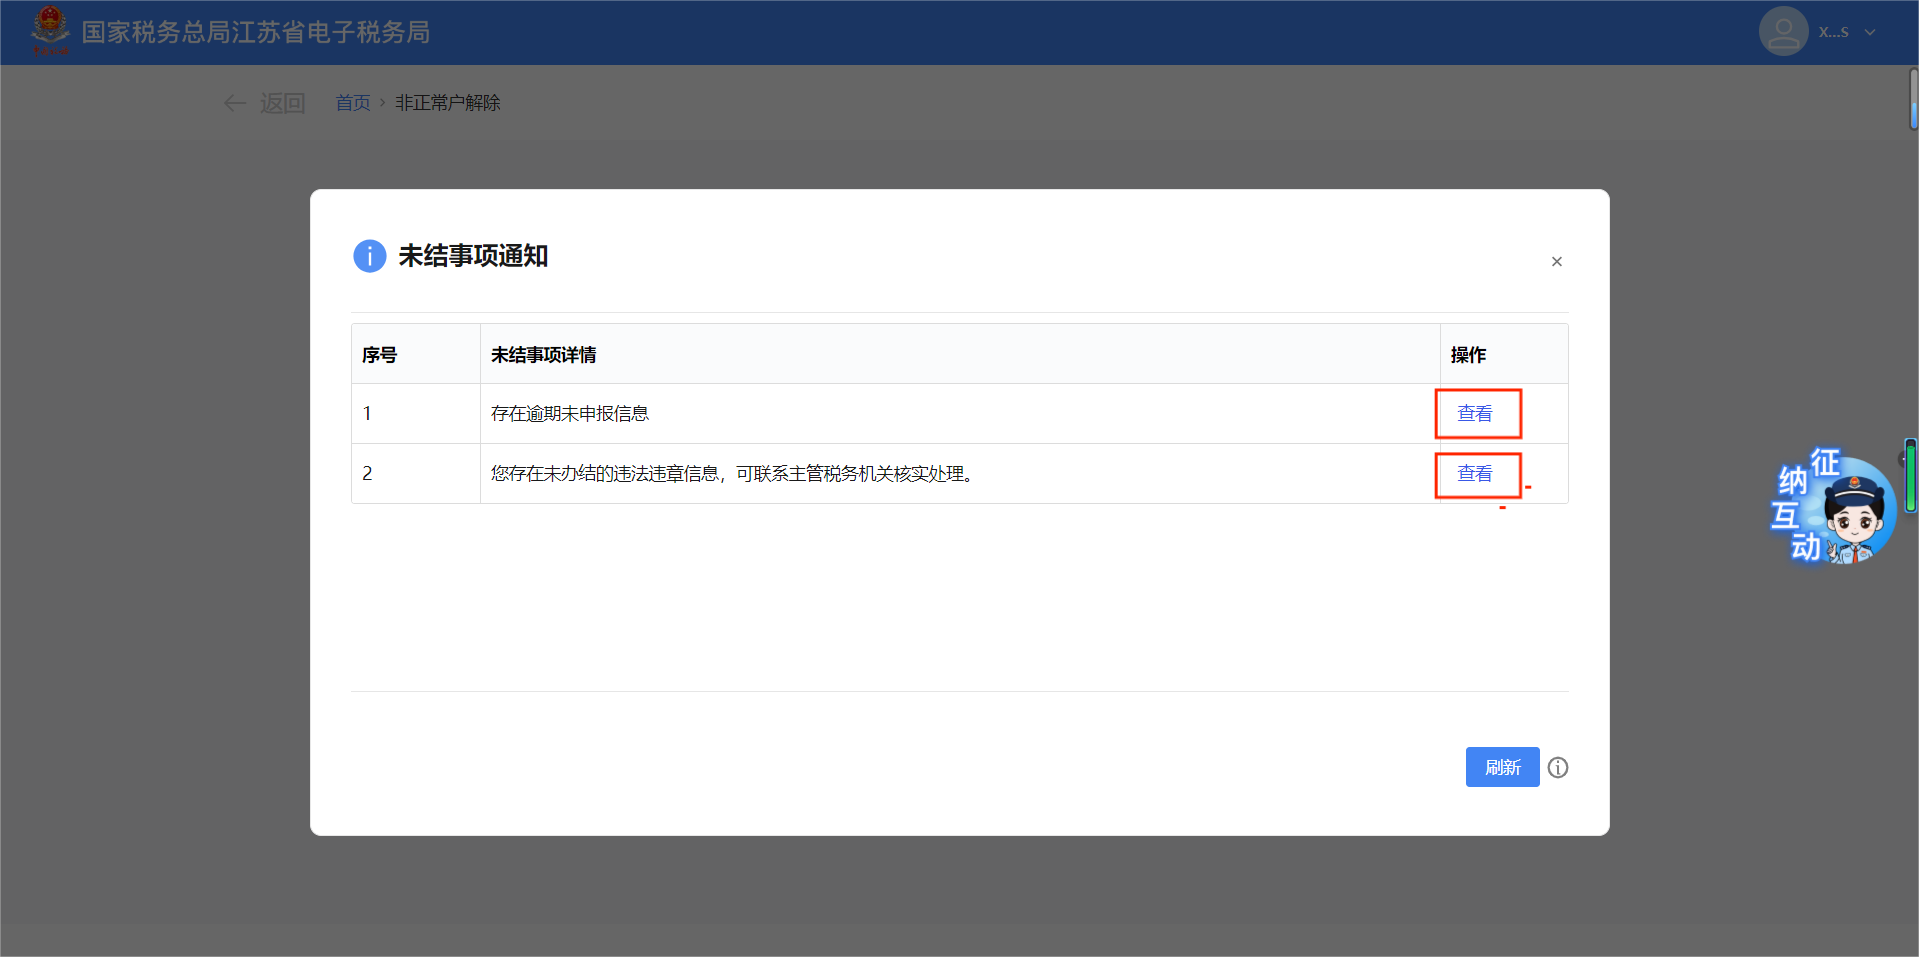 国家税务总局江苏省电子税务局
x...s
返回 首页 › 非正常户解除
未结事项通知
序号 未结事项详情 操作
1 存在逾期未申报信息 查看
2 您存在未办结的违法违章信息，可联系主管税务机关核实处理。 查看
征纳互动
刷新